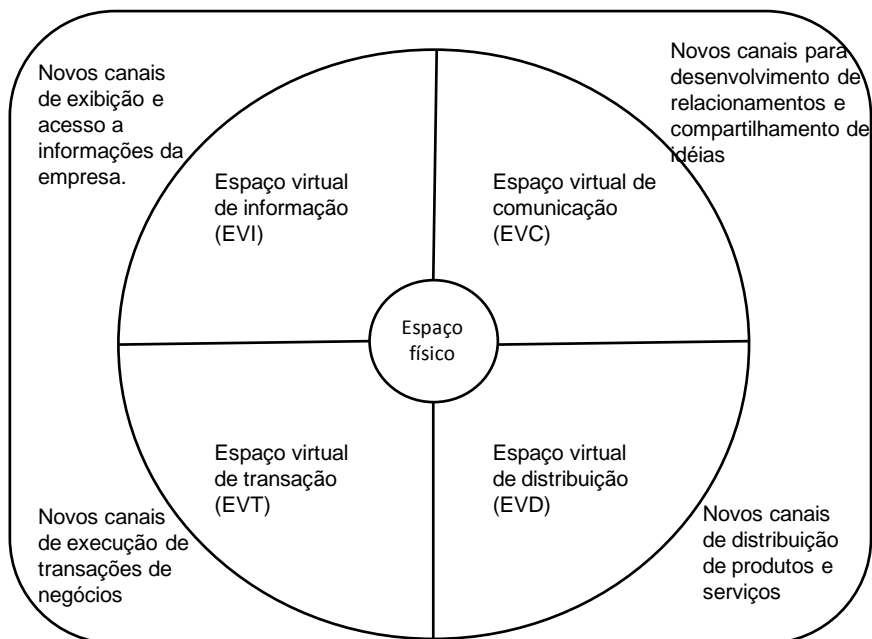 Novos canais
de exibição e
acesso a
informações da
empresa.
Novos canais para
desenvolvimento de
relacionamentos e
compartilhamento de
idéias
Espaço virtual
de informação
(EVI)
Espaço virtual de
comunicação
(EVC)
Espaço
físico
Espaço virtual
de transação
(EVT)
Espaço virtual
de distribuição
(EVD)
Novos canais
de execução de
transações de
negócios
Novos canais
de distribuição
de produtos e
serviços